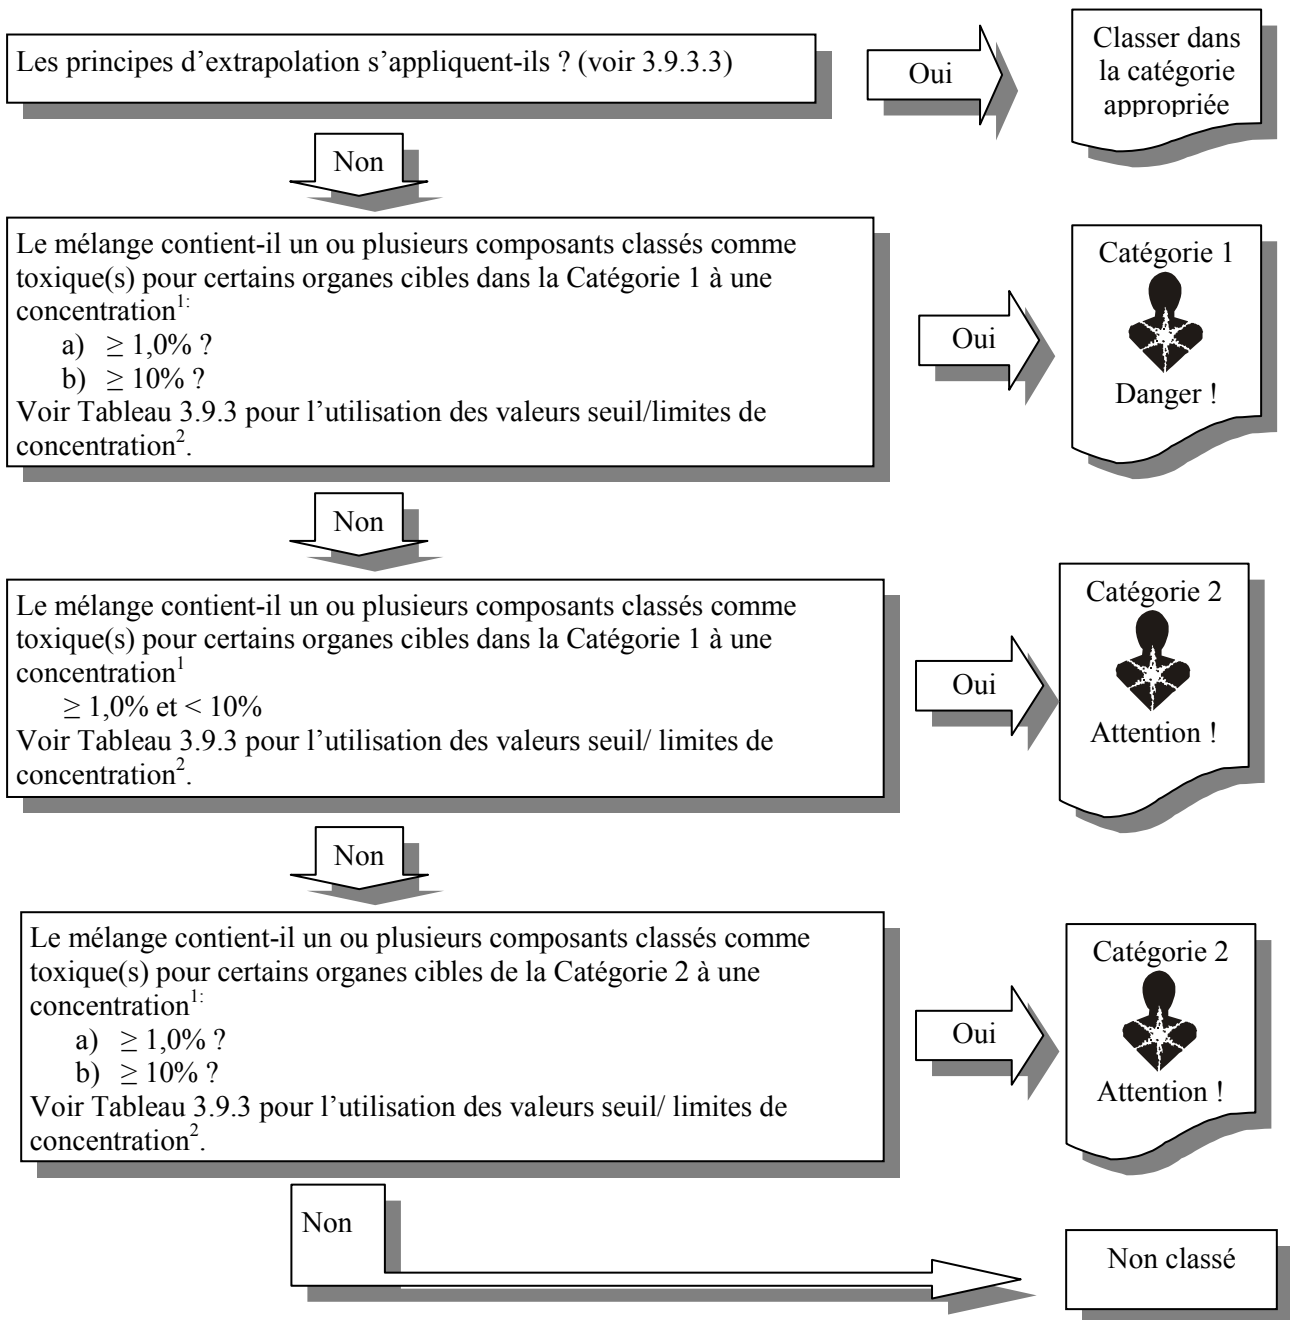 Les principes d'extrapolation s'appliquent-ils ? (voir 3.9.3.3)
Oui
Classer dans
la catégorie
appropriée
Non
Le mélange contient-il un ou plusieurs composants classés comme
toxique(s) pour certains organes cibles dans la Catégorie 1 à une
concentration1:
a) ≥ 1,0% ?
b) ≥ 10% ?
Voir Tableau 3.9.3 pour l'utilisation des valeurs seuil/limites de
concentration2.
Oui
Catégorie 1
Danger !
Non
Le mélange contient-il un ou plusieurs composants classés comme
toxique(s) pour certains organes cibles dans la Catégorie 1 à une
concentration1
≥ 1,0% et < 10%
Voir Tableau 3.9.3 pour l'utilisation des valeurs seuil/ limites de
concentration2.
Oui
Catégorie 2
Attention !
Non
Le mélange contient-il un ou plusieurs composants classés comme
toxique(s) pour certains organes cibles de la Catégorie 2 à une
concentration1:
a) ≥ 1,0% ?
b) ≥ 10% ?
Voir Tableau 3.9.3 pour l'utilisation des valeurs seuil/ limites de
concentration2.
Oui
Catégorie 2
Attention !
Non
Non classé